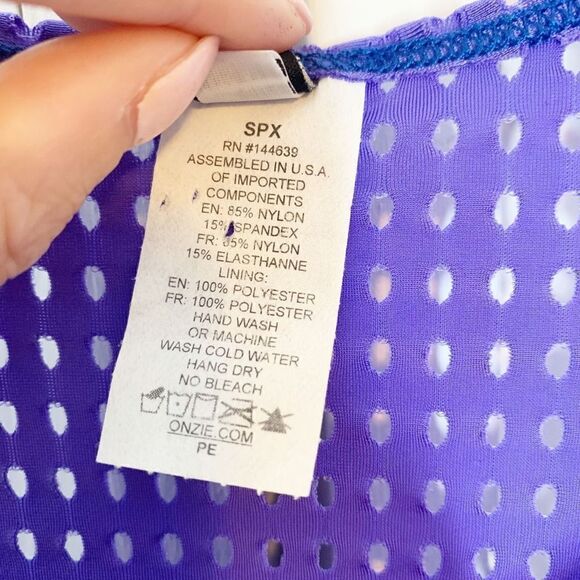 SPX
RN #144639
ASSEMBLED IN U.S.A.
OF IMPORTED
COMPONENTS
EN: 85% NYLON
15% SPANDEX
FR: 85% NYLON
15% ELASTHANNE
LINING:
EN: 100% POLYESTER
FR: 100% POLYESTER
HAND WASH
OR MACHINE
WASH COLD WATER
HANG DRY
NO BLEACH
ONZIE.COM
PE